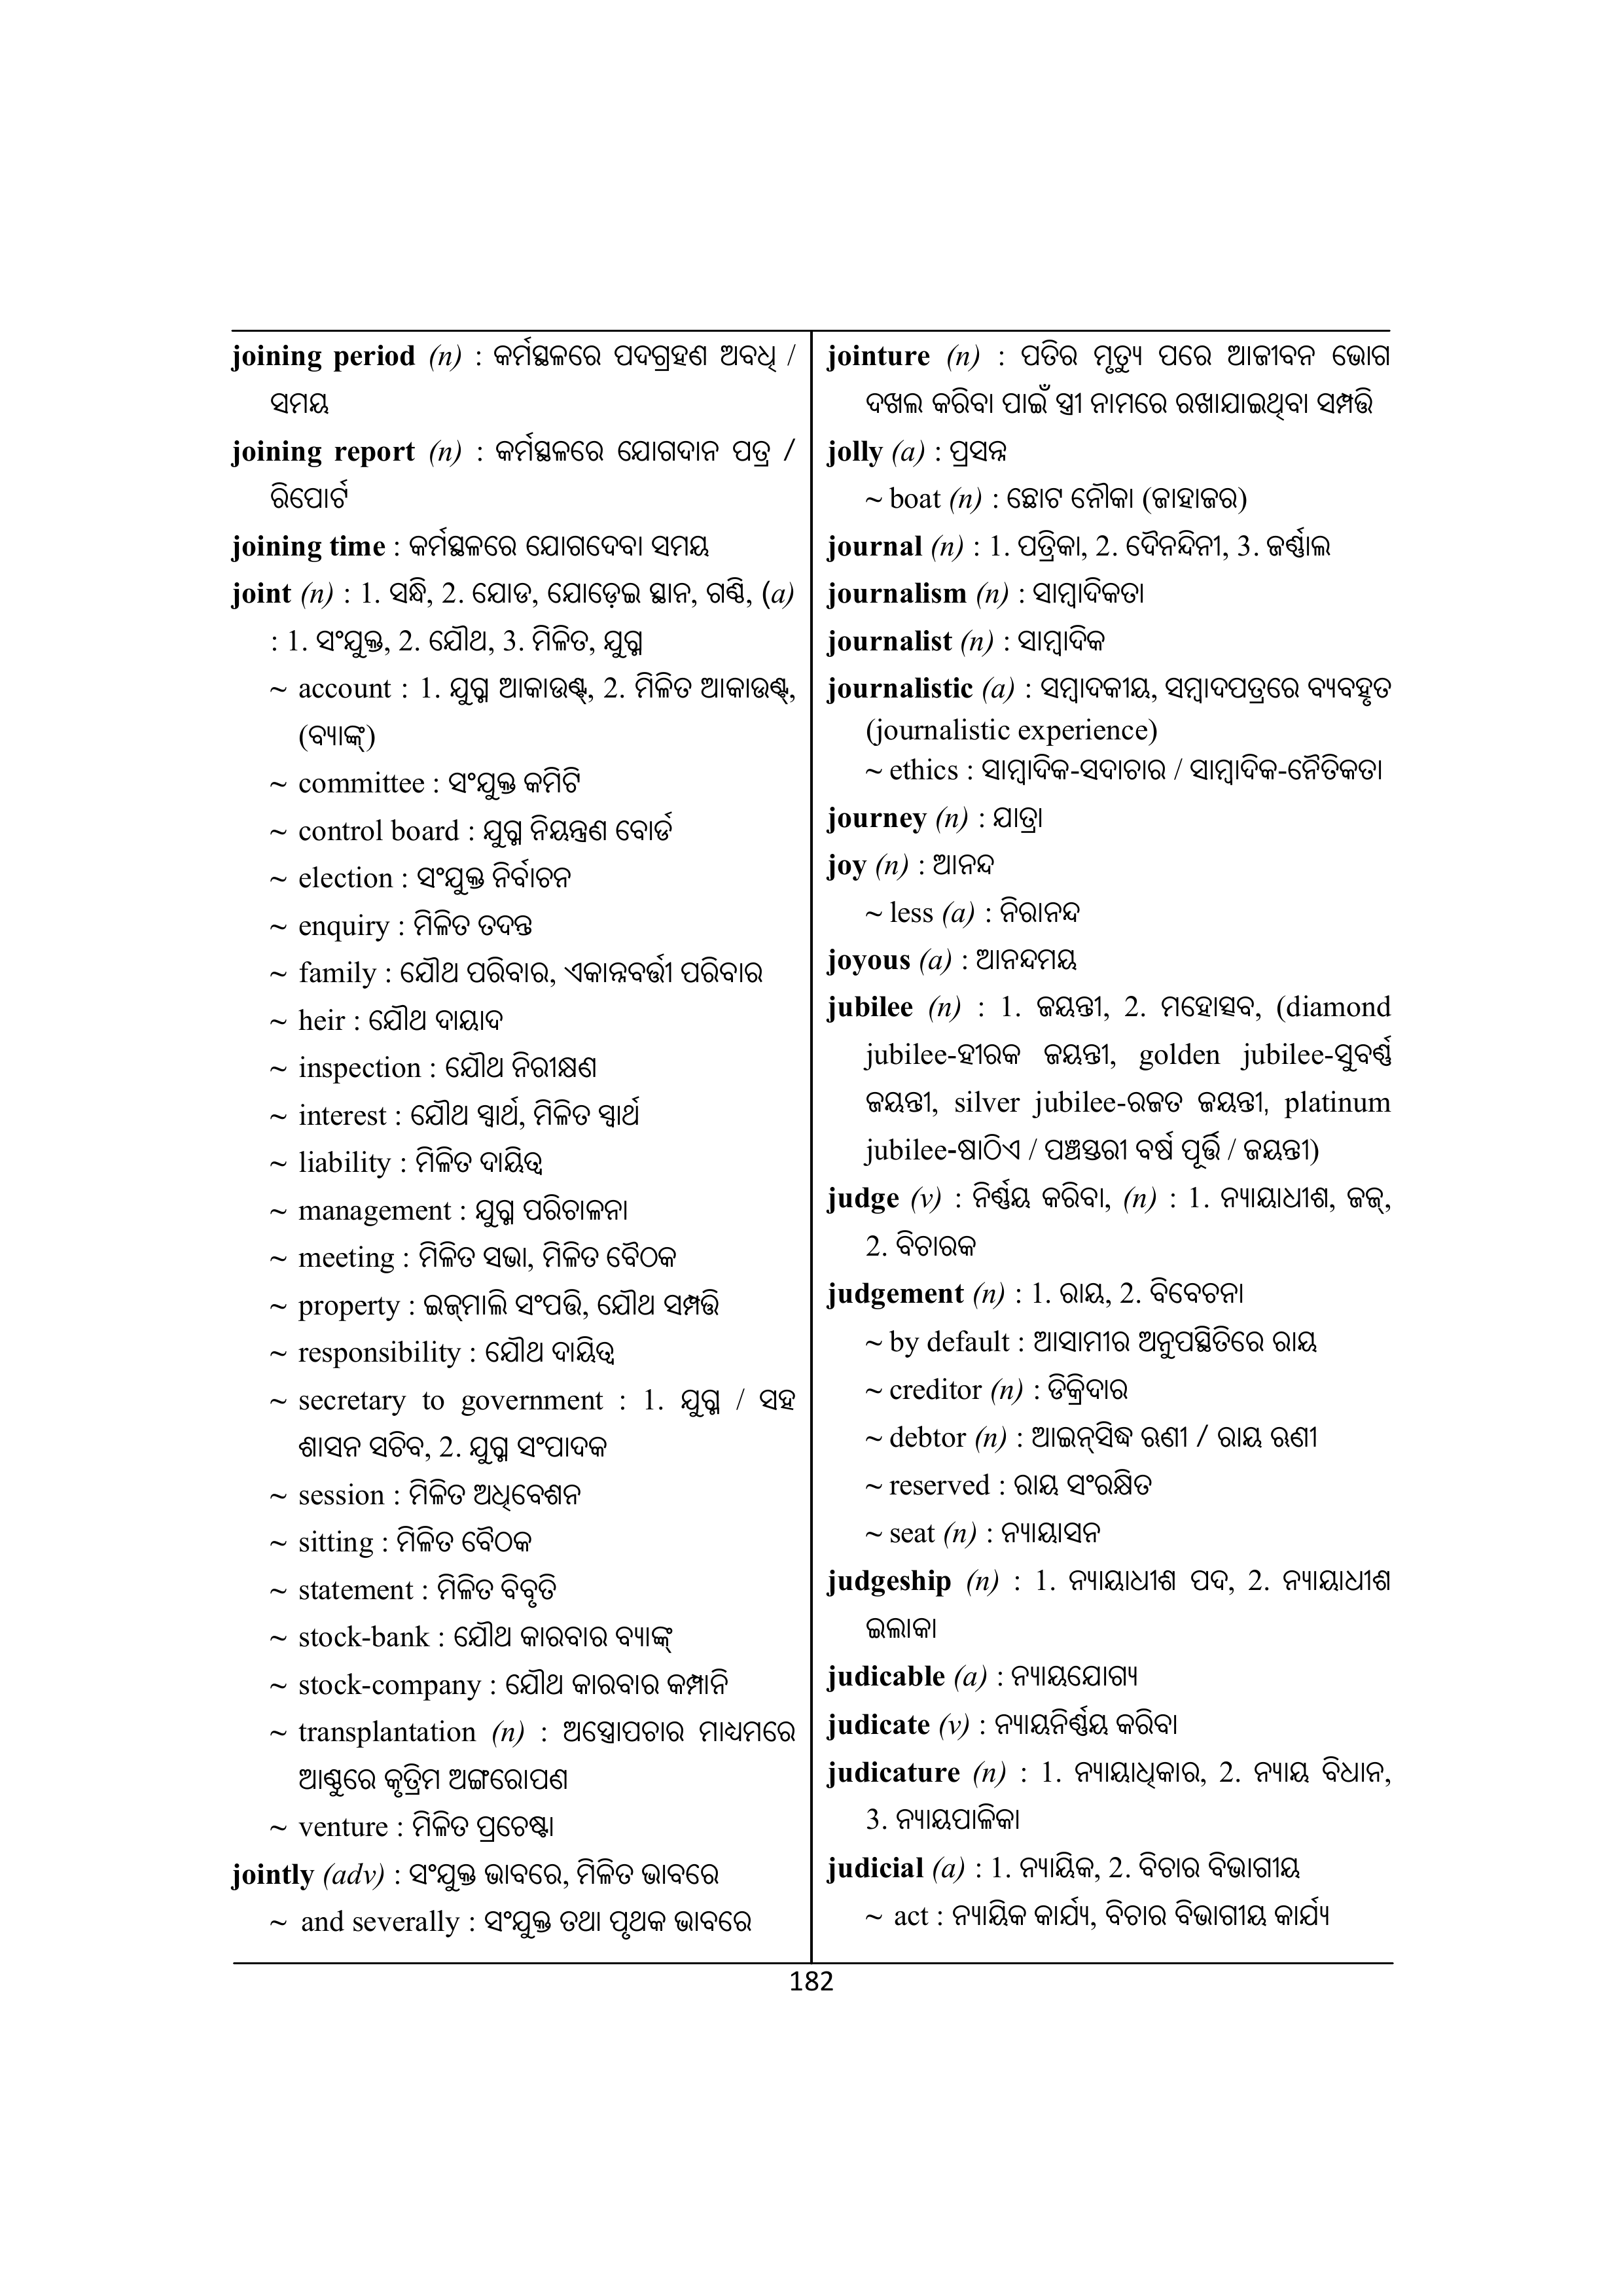 joining period (n) : କର୍ମସ୍ଥଳରେ ପଦଗ୍ରହଣ ଅବଧି /
ସମୟ
joining report (n) : କର୍ମସ୍ଥଳରେ ଯୋଗଦାନ ପତ୍ର /
ରିପୋର୍ଟ
joining time : କର୍ମସ୍ଥଳରେ ଯୋଗଦେବା ସମୟ
joint (n) : 1. ସନ୍ଧି, 2. ଯୋଡ, ଯୋଡ଼େଇ ସ୍ଥାନ, ଗଣ୍ଠି, (a)
: 1. ସଂଯୁକ୍ତ, 2. ଯୌଥ, 3. ମିଳିତ, ଯୁଗ୍ମ
~ account : 1. ଯୁଗ୍ମ ଆକାଉଣ୍ଟ୍, 2. ମିଳିତ ଆକାଉଣ୍ଟ୍,
(ବ୍ୟାଙ୍କ୍)
~ committee : ସଂଯୁକ୍ତ କମିଟି
~ control board : ଯୁଗ୍ମ ନିୟନ୍ତ୍ରଣ ବୋର୍ଡ
~ election : ସଂଯୁକ୍ତ ନିର୍ବାଚନ
~ enquiry : ମିଳିତ ତଦନ୍ତ
~ family : ଯୌଥ ପରିବାର, ଏକାନ୍ନବର୍ତ୍ତୀ ପରିବାର
~ heir : ଯୌଥ ଦାୟାଦ
~ inspection : ଯୌଥ ନିରୀକ୍ଷଣ
~ interest : ଯୌଥ ସ୍ୱାର୍ଥ, ମିଳିତ ସ୍ୱାର୍ଥ
~ liability : ମିଳିତ ଦାୟିତ୍ୱ
~ management : ଯୁଗ୍ମ ପରିଚାଳନା
~ meeting : ମିଳିତ ସଭା, ମିଳିତ ବୈଠକ
~ property : ଇଜ୍‌ମାଲି ସଂପତ୍ତି, ଯୌଥ ସମ୍ପତ୍ତି
~ responsibility : ଯୌଥ ଦାୟିତ୍ୱ
~ secretary to government : 1. ଯୁଗ୍ମ / ସହ
ଶାସନ ସଚିବ, 2. ଯୁଗ୍ମ ସଂପାଦକ
~ session : ମିଳିତ ଅଧିବେଶନ
~ sitting : ମିଳିତ ବୈଠକ
~ statement : ମିଳିତ ବିବୃତି
~ stock-bank : ଯୌଥ କାରବାର ବ୍ୟାଙ୍କ୍
~ stock-company : ଯୌଥ କାରବାର କମ୍ପାନି
~ transplantation (n) : ଅସ୍ତ୍ରୋପଚାର ମାଧ୍ୟମରେ
ଆଣ୍ଠୁରେ କୃତ୍ରିମ ଅଙ୍ଗରୋପଣ
~ venture : ମିଳିତ ପ୍ରଚେଷ୍ଟା
jointly (adv) : ସଂଯୁକ୍ତ ଭାବରେ, ମିଳିତ ଭାବରେ
~ and severally : ସଂଯୁକ୍ତ ତଥା ପୃଥକ ଭାବରେ
jointure (n) : ପତିର ମୃତ୍ୟୁ ପରେ ଆଜୀବନ ଭୋଗ
ଦଖଲ କରିବା ପାଇଁ ସ୍ତ୍ରୀ ନାମରେ ରଖାଯାଇଥିବା ସମ୍ପତ୍ତି
jolly (a) : ପ୍ରସନ୍ନ
~ boat (n) : ଛୋଟ ନୌକା (ଜାହାଜର)
journal (n) : 1. ପତ୍ରିକା, 2. ଦୈନନ୍ଦିନୀ, 3. ଜର୍ଣ୍ଣାଲ
journalism (n) : ସାମ୍ବାଦିକତା
journalist (n) : ସାମ୍ବାଦିକ
journalistic (a) : ସମ୍ବାଦକୀୟ, ସମ୍ବାଦପତ୍ରରେ ବ୍ୟବହୃତ
(journalistic experience)
~ ethics : ସାମ୍ବାଦିକ-ସଦାଚାର / ସାମ୍ବାଦିକ-ନୈତିକତା
journey (n) : ଯାତ୍ରା
joy (n) : ଆନନ୍ଦ
~ less (a) : ନିରାନନ୍ଦ
joyous (a) : ଆନନ୍ଦମୟ
jubilee (n) : 1. ଜୟନ୍ତୀ, 2. ମହୋତ୍ସବ, (diamond
jubilee-ହୀରକ ଜୟନ୍ତୀ, golden jubilee-ସୁବର୍ଣ୍ଣ
ଜୟନ୍ତୀ, silver jubilee-ରଜତ ଜୟନ୍ତୀ, platinum
jubilee-ଷାଠିଏ / ପଞ୍ଚସ୍ତରୀ ବର୍ଷ ପୂର୍ତ୍ତି / ଜୟନ୍ତୀ)
judge (v) : ନିର୍ଣ୍ଣୟ କରିବା, (n) : 1. ନ୍ୟାୟାଧୀଶ, ଜଜ୍,
2. ବିଚାରକ
judgement (n) : 1. ରାୟ, 2. ବିବେଚନା
~ by default : ଆସାମୀର ଅନୁପସ୍ଥିତିରେ ରାୟ
~ creditor (n) : ଡିକ୍ରିଦାର
~ debtor (n) : ଆଇନ୍‌ସିଦ୍ଧ ଋଣୀ / ରାୟ ଋଣୀ
~ reserved : ରାୟ ସଂରକ୍ଷିତ
~ seat (n) : ନ୍ୟାୟାସନ
judgeship (n) : 1. ନ୍ୟାୟାଧୀଶ ପଦ, 2. ନ୍ୟାୟାଧୀଶ
ଇଲାକା
judicable (a) : ନ୍ୟାୟଯୋଗ୍ୟ
judicate (v) : ନ୍ୟାୟନିର୍ଣ୍ଣୟ କରିବା
judicature (n) : 1. ନ୍ୟାୟାଧିକାର, 2. ନ୍ୟାୟ ବିଧାନ,
3. ନ୍ୟାୟପାଳିକା
judicial (a) : 1. ନ୍ୟାୟିକ, 2. ବିଚାର ବିଭାଗୀୟ
~ act : ନ୍ୟାୟିକ କାର୍ଯ୍ୟ, ବିଚାର ବିଭାଗୀୟ କାର୍ଯ୍ୟ
182